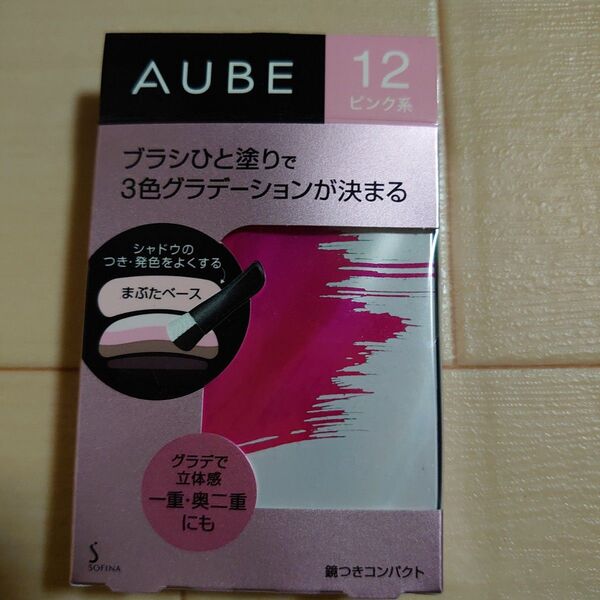 AUBE
12
ピンク系
ブラシひと塗りで
3色グラデーションが決まる
シャドウの
つき・発色をよくする
まぶたベース
グラデで
立体感
一重・奥二重
にも
S
SOFINA
鏡つきコンパクト